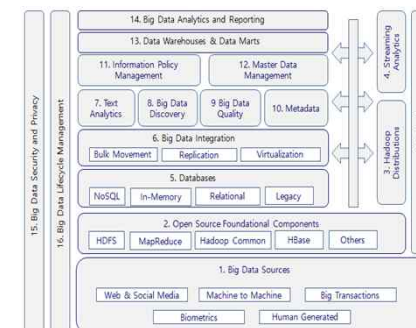 14. Big Data Analytics and Reporting
13. Data Warehouses & Data Marts
11. Information Policy
Management
12. Master Data
Management
7. Text
Analytics
8. Big Data
Discovery
9 Big Data
Quality
10. Metadata
6. Big Data Integration
Bulk Movement
Replication
Virtualization
5. Databases
NoSQL
In-Memory
Relational
Legacy
2. Open Source Foundational Components
HDFS
MapReduce
Hadoop Common
HBase
Others
1. Big Data Sources
Web & Social Media
Machine to Machine
Big Transactions
Biometrics
Human Generated
15. Big Data Security and Privacy
16. Big Data Lifecycle Management
4. Streaming
Analytics
3. Hadoop
Distributions